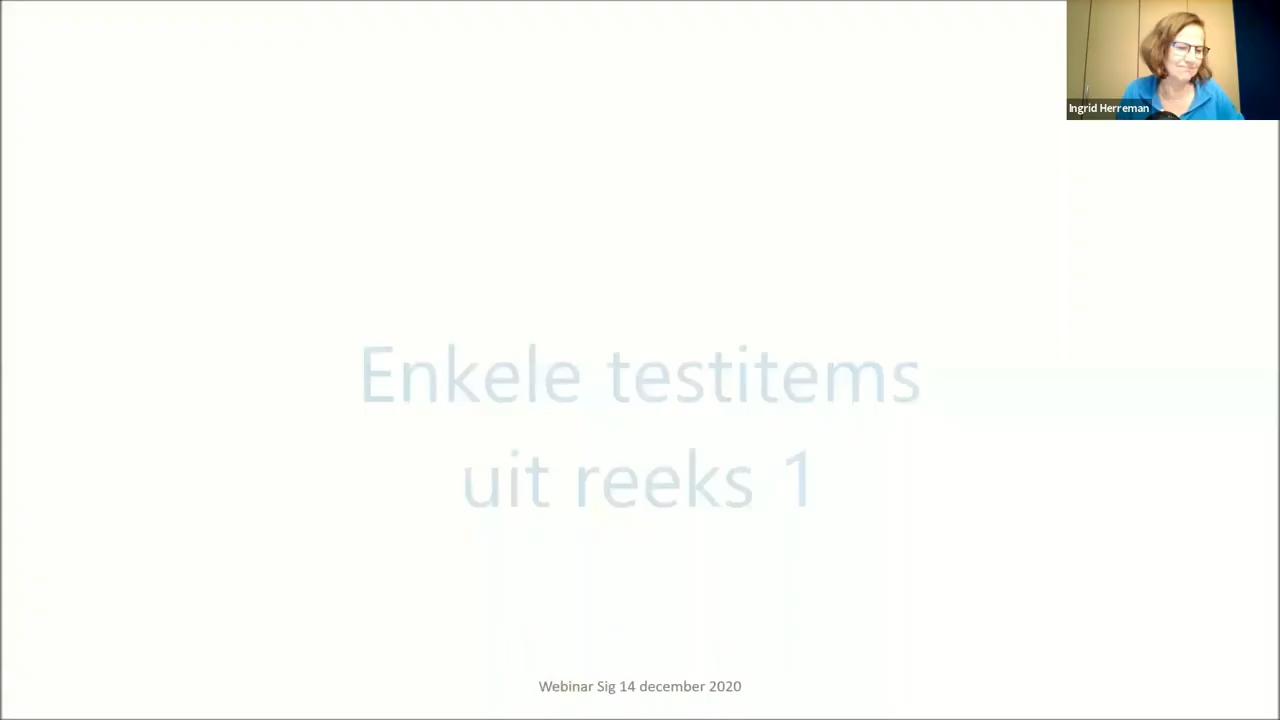 Ingrid Herreman
Enkele testitems
uit reeks 1
Webinar Sig 14 december 2020